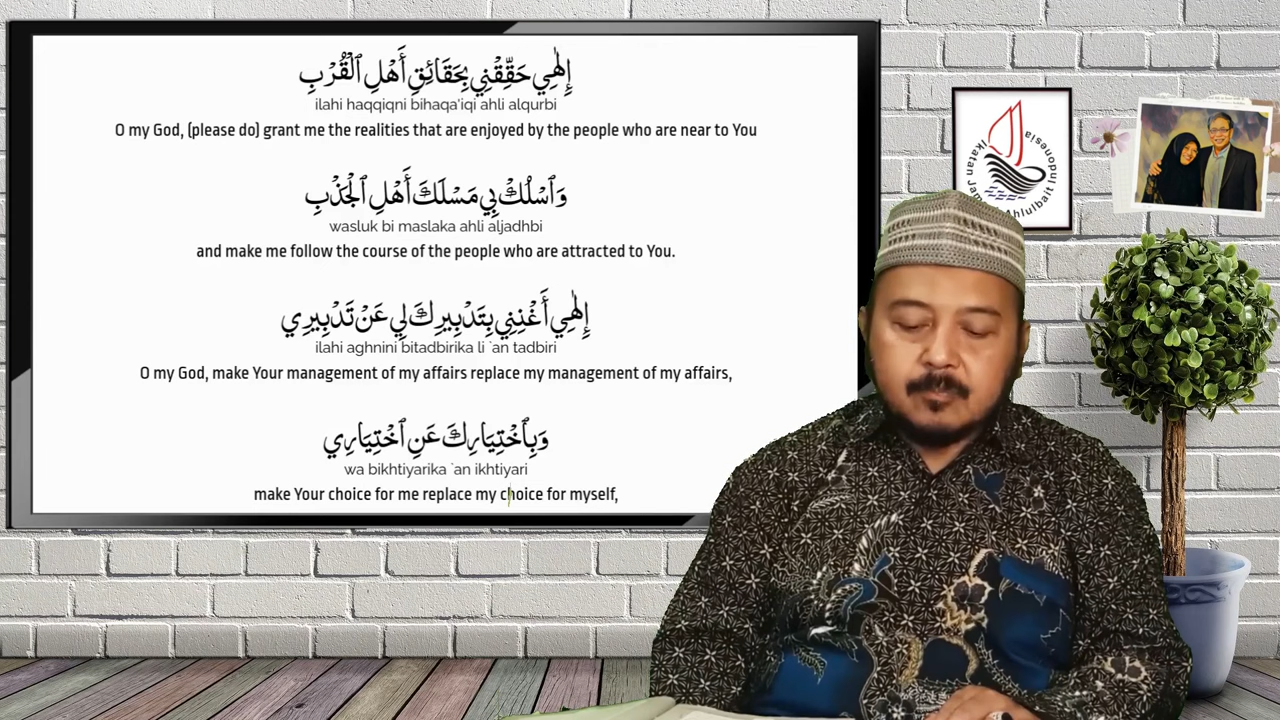 إِلٰهِي حَقِّقْنِي بِحَقَائِقِ أَهْلِ ٱلْقُرْبِ
ilahi haqqiqni bihaqa'iqi ahli alqurbi
O my God, (please do) grant me the realities that are enjoyed by the people who are near to You
وَٱسْلُكْ بِي مَسْلَكَ أَهْلِ ٱلْجَذْبِ
wasluk bi maslaka ahli aljadhbi
and make me follow the course of the people who are attracted to You.
إِلٰهِي أَغْنِنِي بِتَدْبِيرِكَ لِي عَنْ تَدْبِيرِي
ilahi aghnini bitadbirika li `an tadbiri
O my God, make Your management of my affairs replace my management of my affairs,
وَبِٱخْتِيَارِكَ عَنِ ٱخْتِيَارِي
wa bikhtiyarika `an ikhtiyari
make Your choice for me replace my choice for myself,
Ikatan Ahlulbait Indonesia